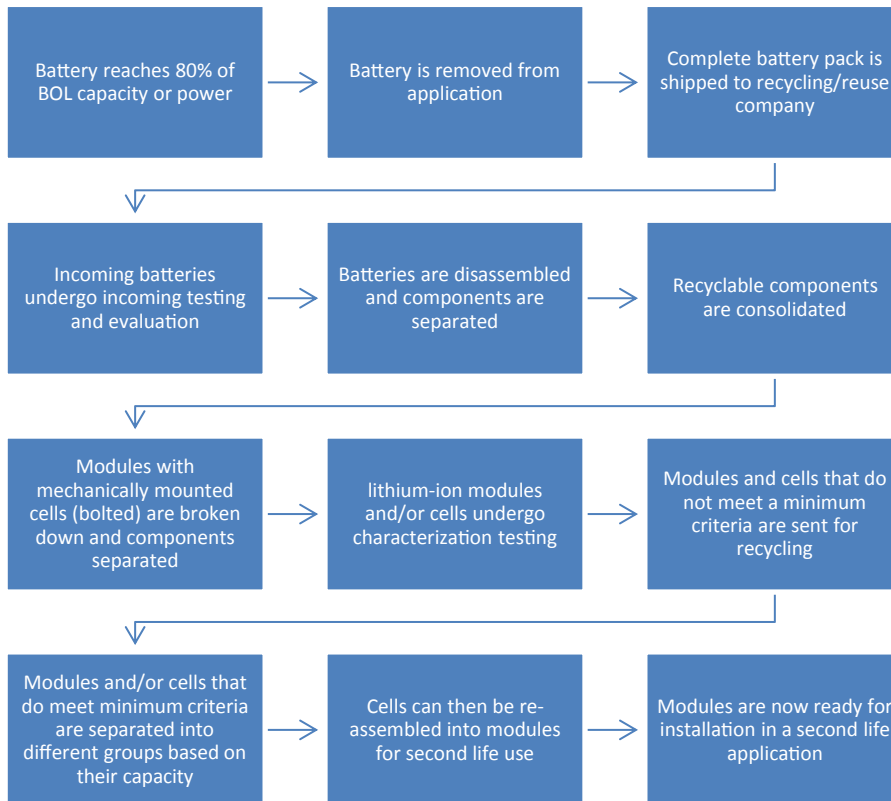 Battery reaches 80% of
BOL capacity or power
Battery is removed from
application
Complete battery pack is
shipped to recycling/reuse
company
Incoming batteries
undergo incoming testing
and evaluation
Batteries are disassembled
and components are
separated
Recyclable components
are consolidated
Modules with
mechanically mounted
cells (bolted) are broken
down and components
separated
lithium-ion modules
and/or cells undergo
characterization testing
Modules and cells that do
not meet a minimum
criteria are sent for
recycling
Modules and/or cells that
do meet minimum criteria
are separated into
different groups based on
their capacity
Cells can then be re-
assembled into modules
for second life use
Modules are now ready for
installation in a second life
application